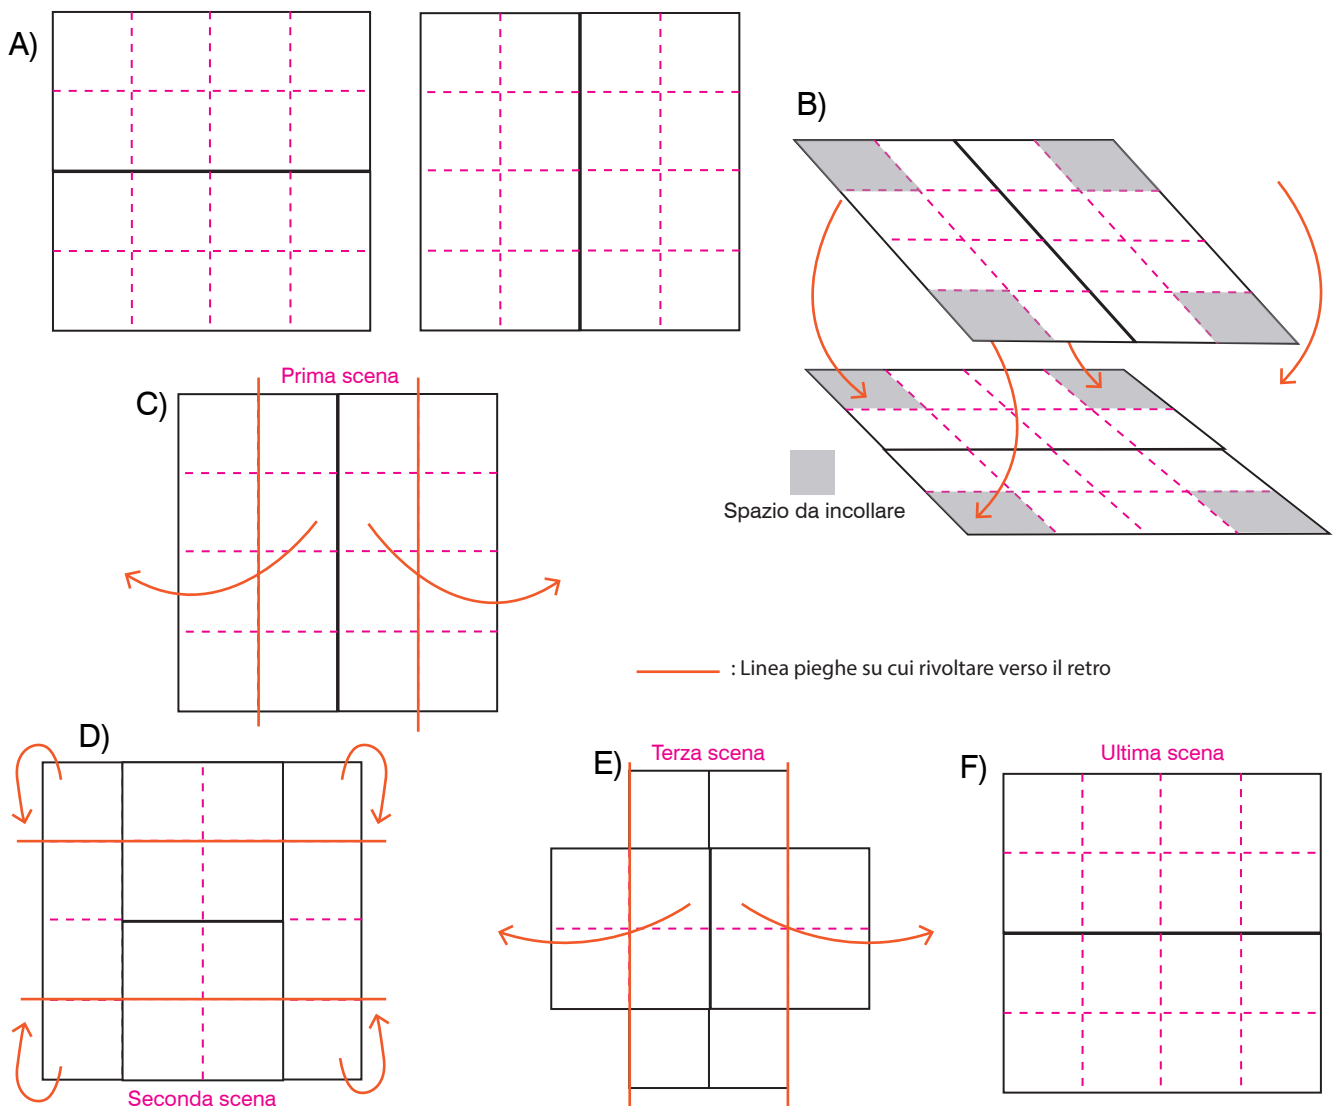 A)
B)
Prima scena
C)
Spazio da incollare
: Linea pieghe su cui rivoltare verso il retro
D)
Terza scena
E)
Ultima scena
F)
Seconda scena